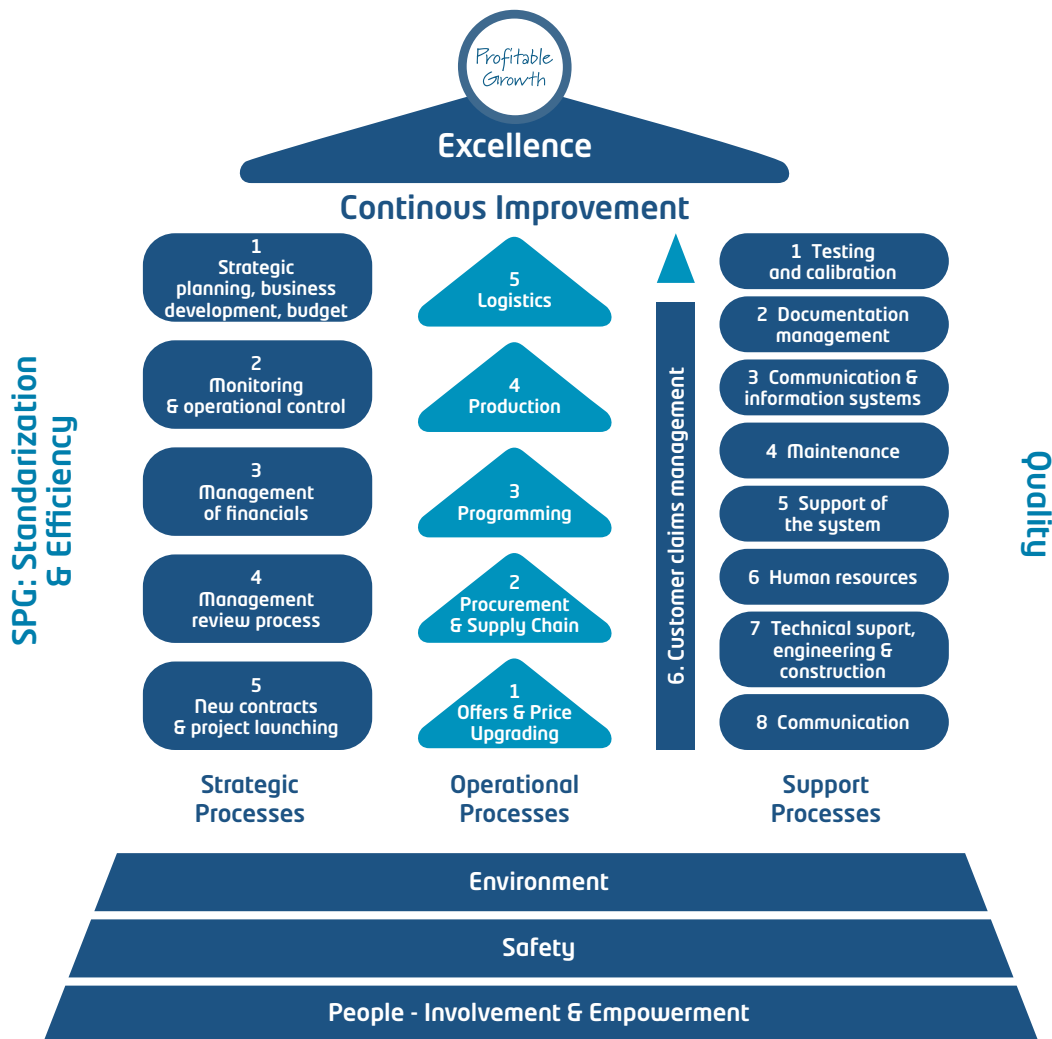 Profitable
Growth
Excellence
Continous Improvement
SPG: Standarization
& Efficiency
1
Strategic
planning, business
development, budget
2
Monitoring
& operational control
3
Management
of financials
4
Management
review process
5
New contracts
& project launching
Strategic
Processes
5
Logistics
4
Production
3
Programming
2
Procurement
& Supply Chain
1
Offers & Price
Upgrading
Operational
Processes
6. Customer claims management
1 Testing
and calibration
2 Documentation
management
3 Communication &
information systems
4 Maintenance
5 Support of
the system
6 Human resources
7 Technical suport,
engineering &
construction
8 Communication
Support
Processes
Quality
Environment
Safety
People - Involvement & Empowerment